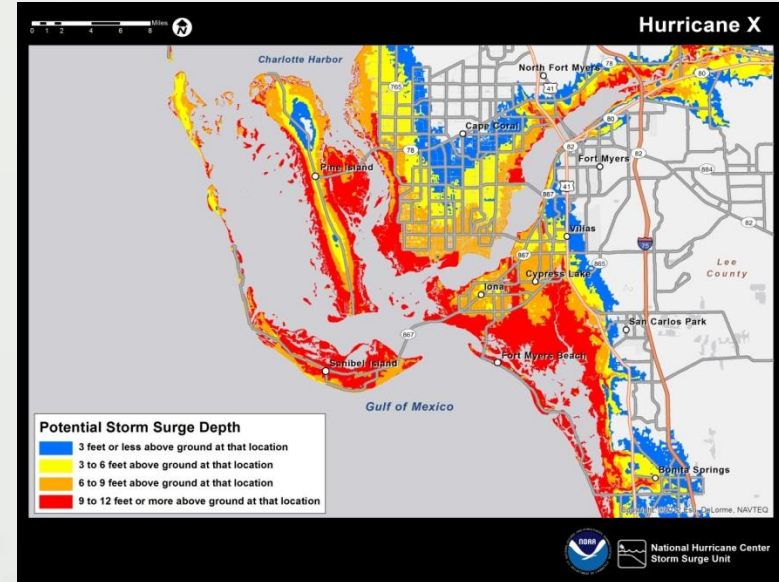 Miles
0 1 2 4 6 8
N
Hurricane X
Charlotte Harbor
North Fort Myers
78
41
80
765
Cape Coral
80
82
78
Fort Myers
82
Pine Island
884
867
41
82
Villas
75
867
865
Lee
County
Cypress Lake
Iona
San Carlos Park
867
Fort Myers Beach
Sanibel Island
Gulf of Mexico
Potential Storm Surge Depth
3 feet or less above ground at that location
3 to 6 feet above ground at that location
6 to 9 feet above ground at that location
9 to 12 feet or more above ground at that location
Bonita Springs
DeLorme, NAVTEQ
NOAA
National Hurricane Center
Storm Surge Unit